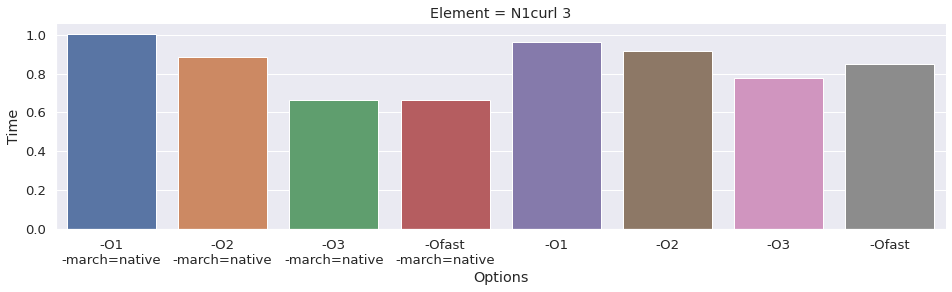 Element = N1curl 3
Time
1.0
0.8
0.6
0.4
0.2
0.0
-O1 -O2 -O3 -Ofast -O1 -O2 -O3 -Ofast
-march=native -march=native -march=native -march=native
Options